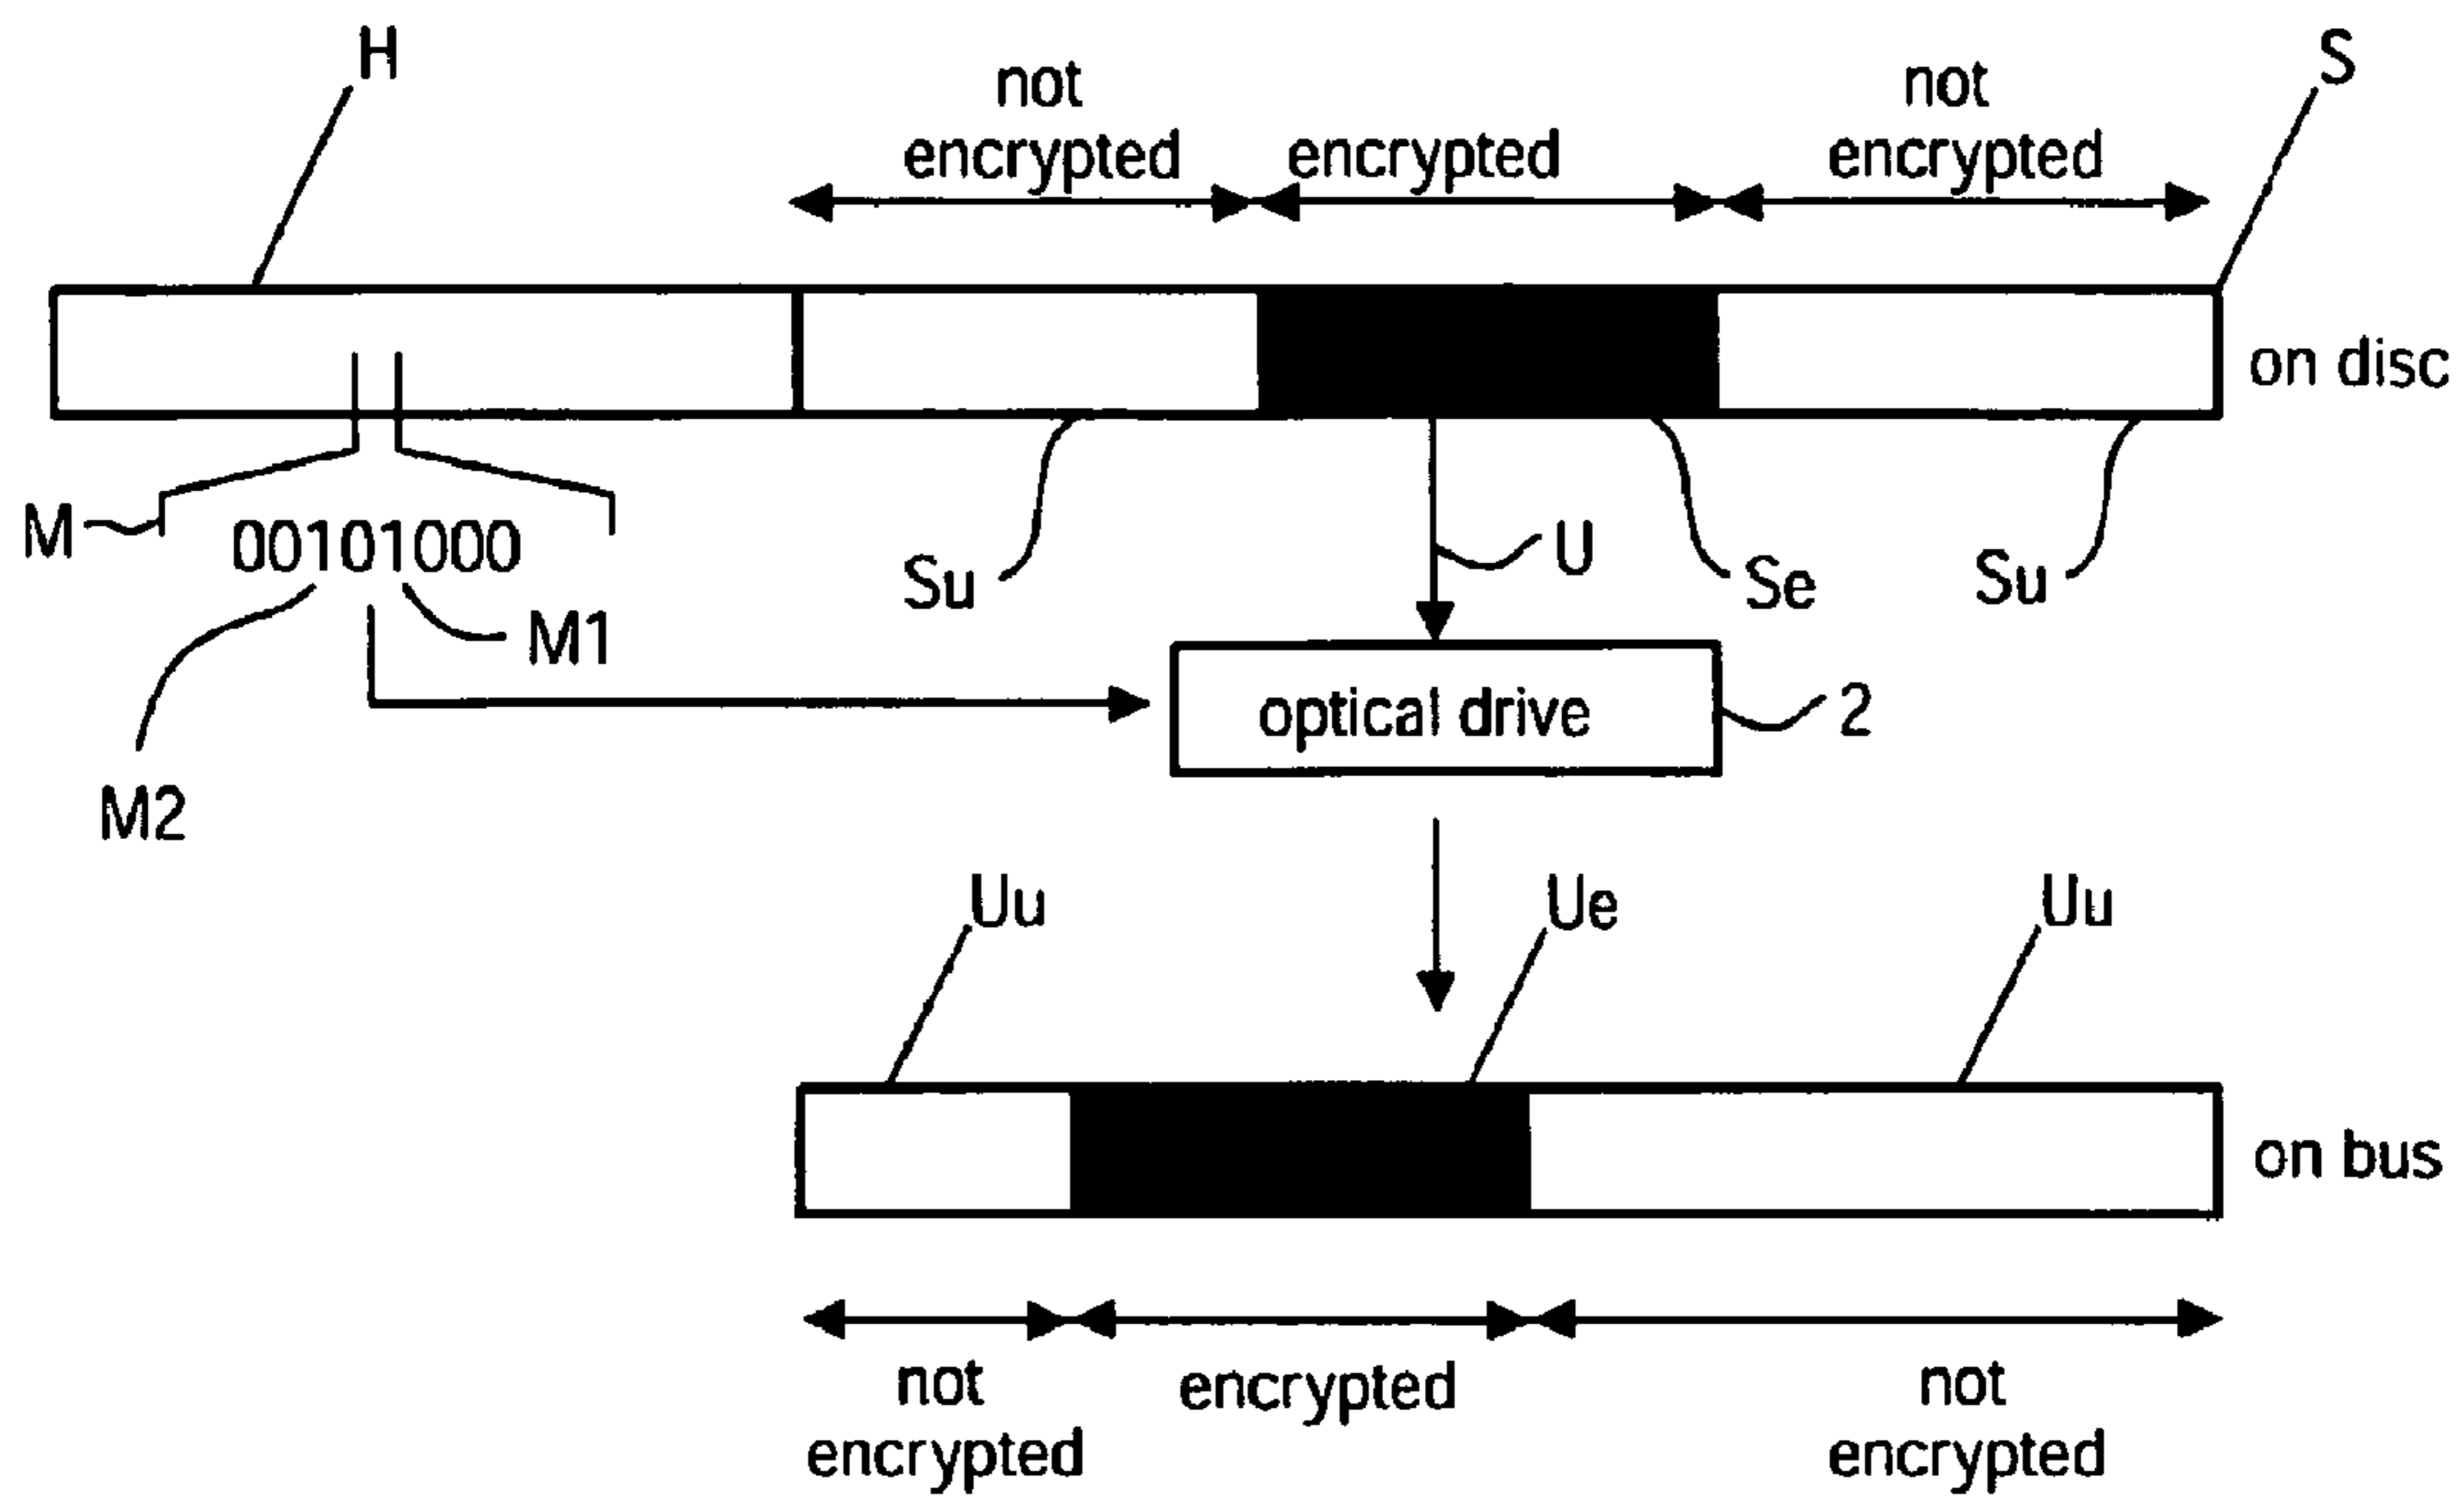 H
S
not
encrypted
encrypted
not
encrypted
on disc
M
00101000
M1
M2
Su
U
Se
Su
optical drive
2
Uu
Ue
Uu
on bus
not
encrypted
encrypted
not
encrypted